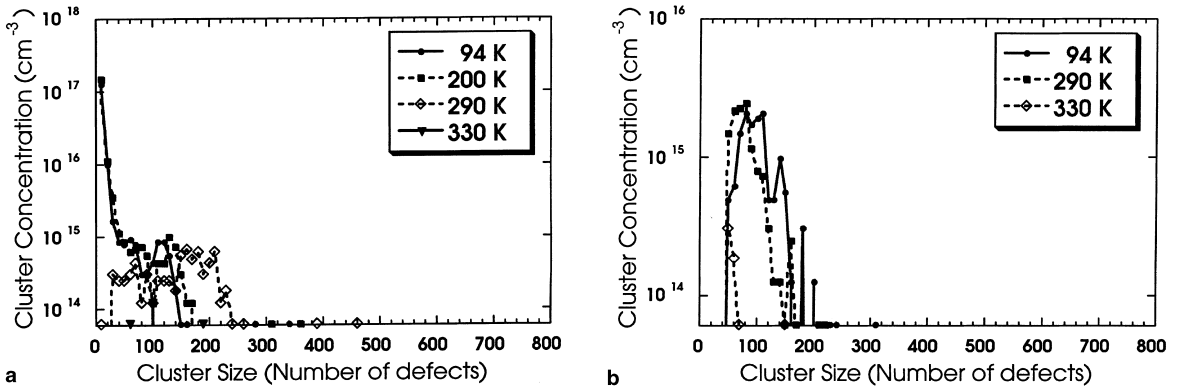 10 18
10 17
10 16
10 15
10 14
Cluster Concentration (cm-3)
94 K
200 K
290 K
330 K
0 100 200 300 400 500 600 700 800
Cluster Size (Number of defects)
a
10 16
10 15
10 14
Cluster Concentration (cm-3)
94 K
290 K
330 K
0 100 200 300 400 500 600 700 800
Cluster Size (Number of defects)
b